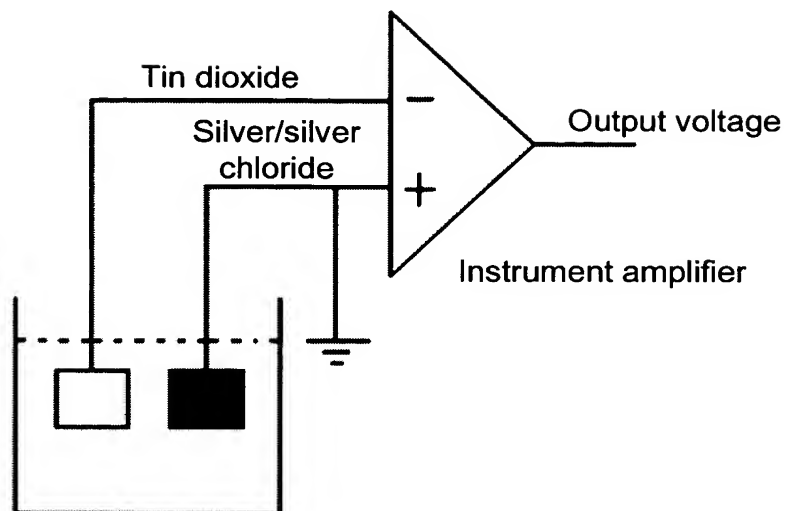 Tin dioxide
−
Silver/silver
chloride
+
Output voltage
Instrument amplifier